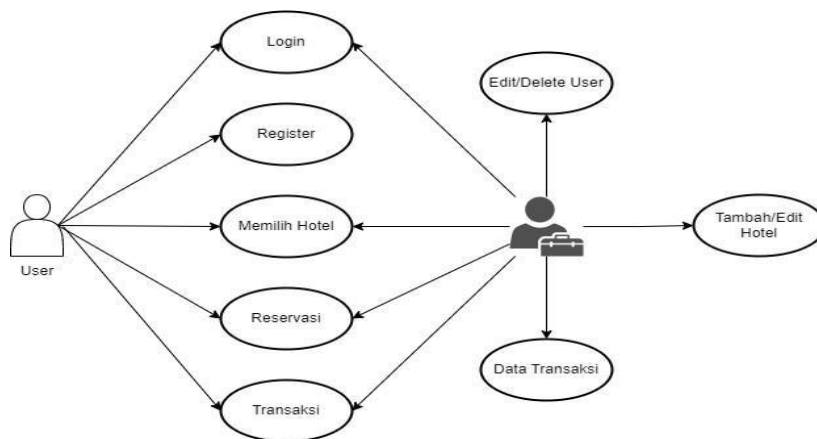 Login
Edit/Delete User
Register
Memilih Hotel
Tambah/Edit
Hotel
User
Reservasi
Data Transaksi
Transaksi